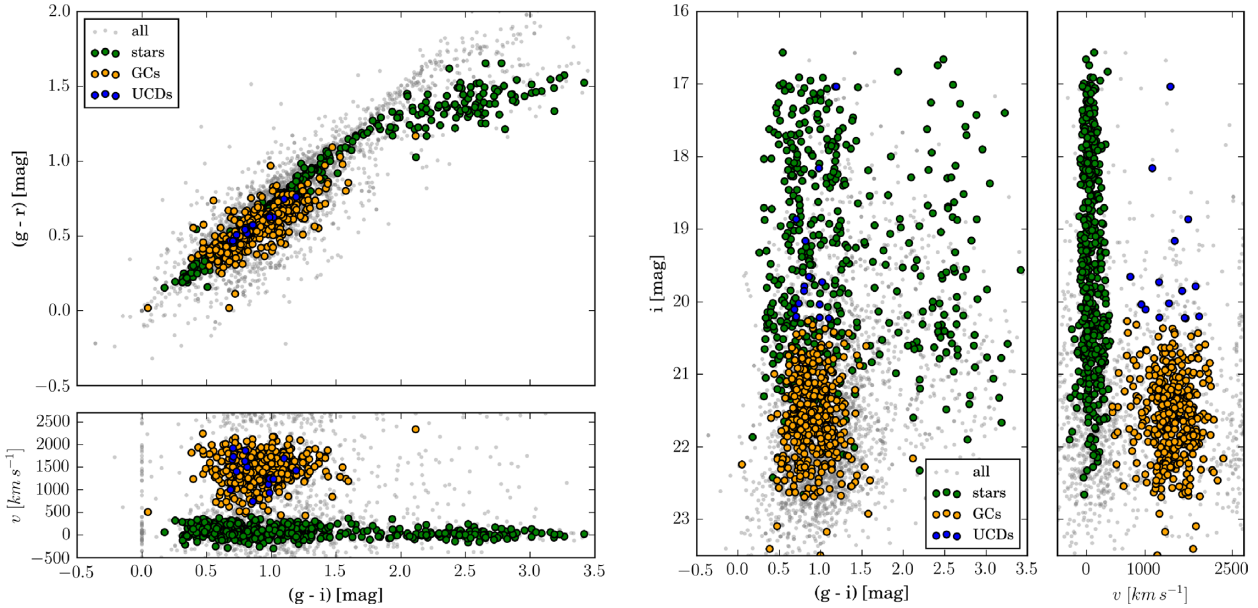 2.0
1.5
1.0
0.5
0.0
−0.5
(g - r) [mag]
all
stars
GCs
UCDs
2500
2000
1500
1000
500
0
−500
v [km s⁻¹]
−0.5 0.0 0.5 1.0 1.5 2.0 2.5 3.0 3.5
(g - i) [mag]
16
17
18
19
20
21
22
23
i [mag]
all
stars
GCs
UCDs
−0.5 0.0 0.5 1.0 1.5 2.0 2.5 3.0 3.5
(g - i) [mag]
0 1000 2500
v [km s⁻¹]